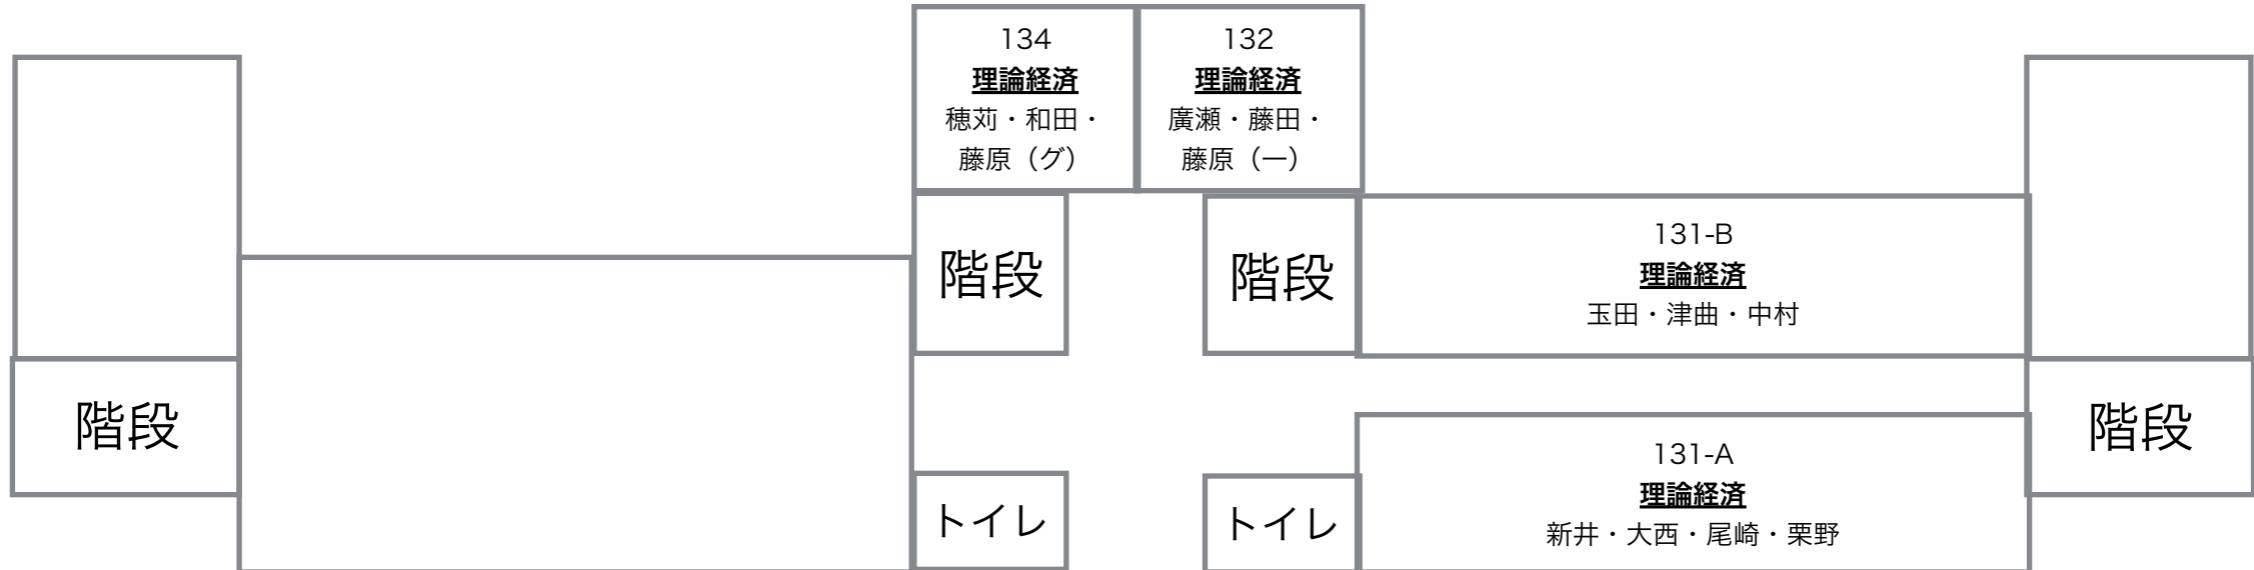 134
理論経済
穂苅・和田・
藤原（グ）
132
理論経済
廣瀬・藤田・
藤原（一）
階段
階段
131-B
理論経済
玉田・津曲・中村
階段
階段
トイレ
トイレ
131-A
理論経済
新井・大西・尾崎・栗野